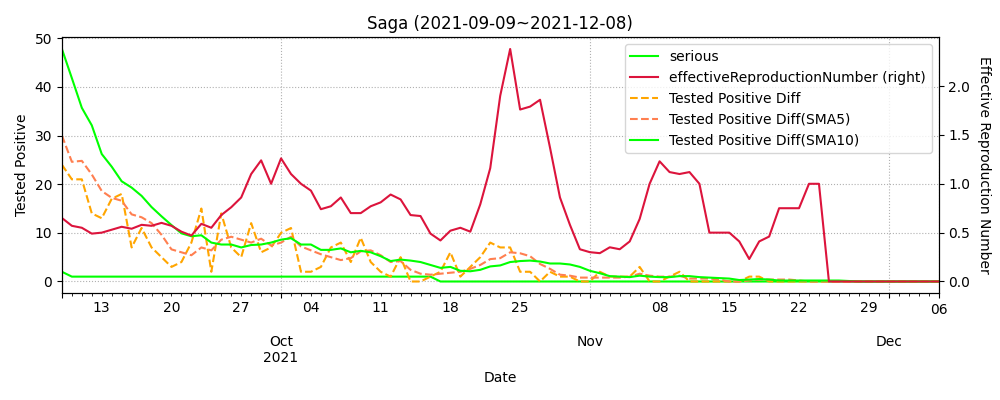 Saga (2021-09-09~2021-12-08)
50
40
30
20
10
0
Tested Positive
serious
effectiveReproductionNumber (right)
Tested Positive Diff
Tested Positive Diff(SMA5)
Tested Positive Diff(SMA10)
2.0
1.5
1.0
0.5
0.0
Effective Reproduction Number
13 20 27 04 11 18 25 08 15 22 29 06
Oct Nov Dec
2021
Date